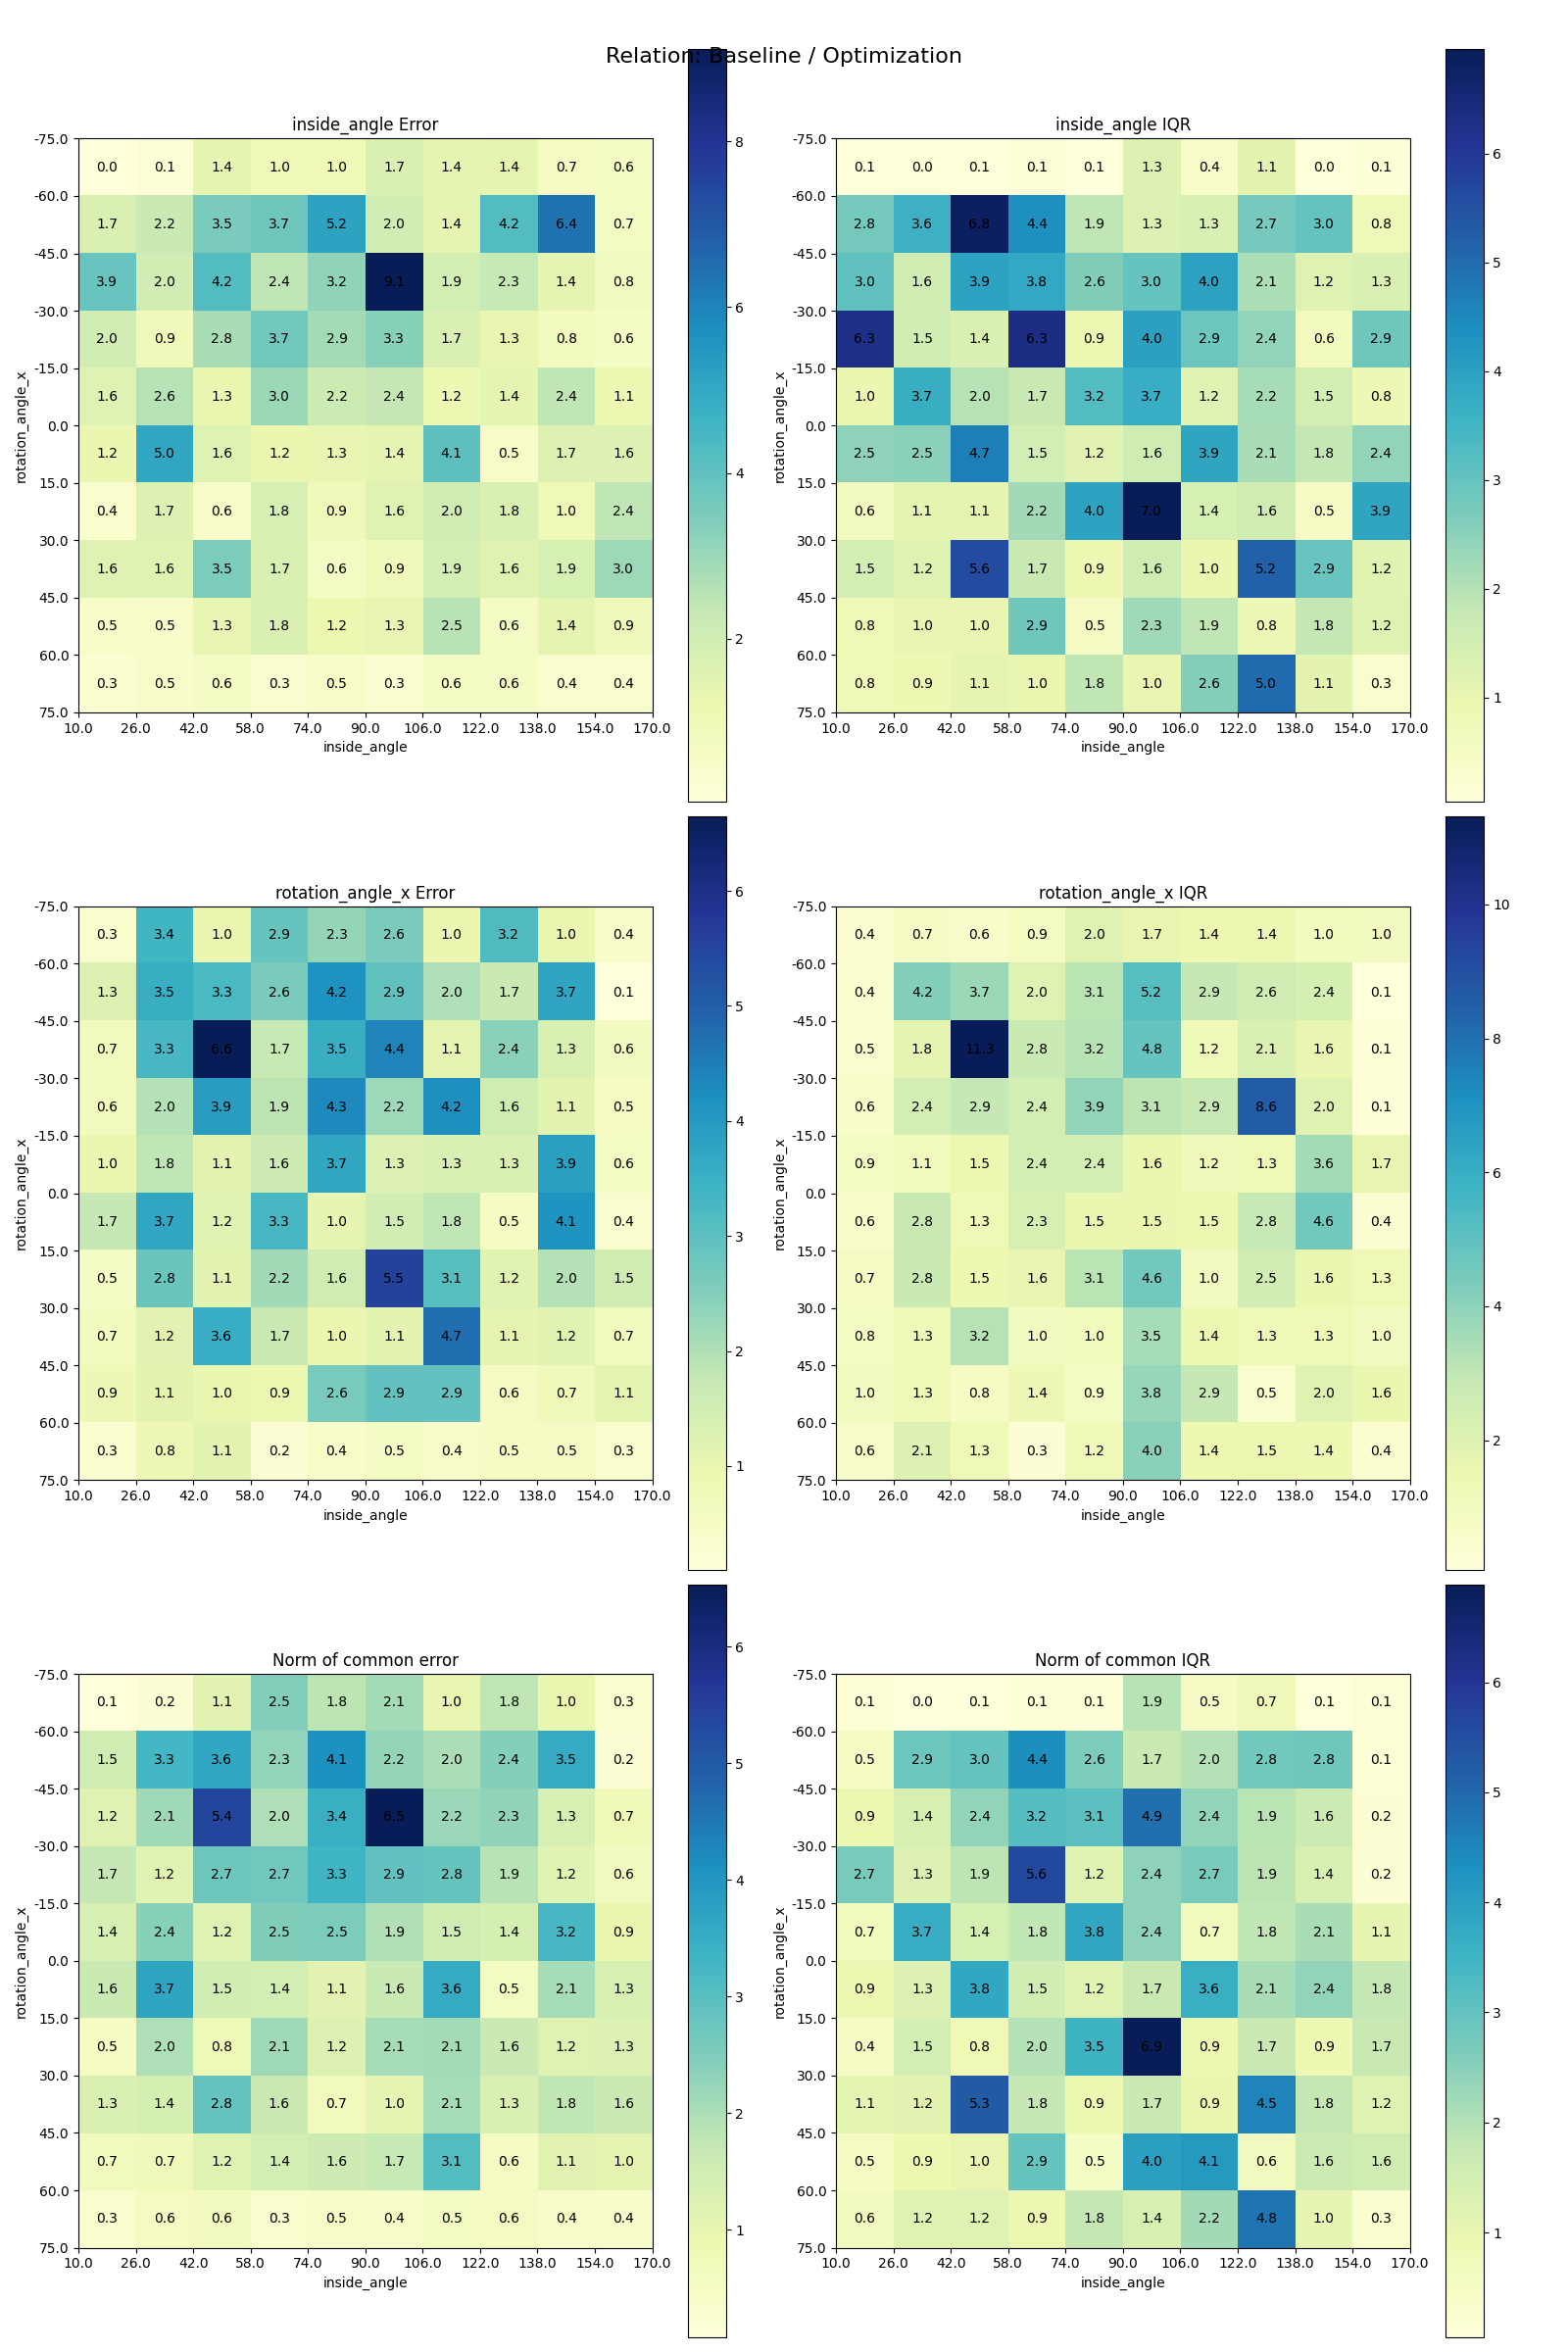 Relation: Baseline / Optimization
inside_angle Error
-75.0
0.0 0.1 1.4 1.0 1.0 1.7 1.4 1.4 0.7 0.6
-60.0
1.7 2.2 3.5 3.7 5.2 2.0 1.4 4.2 6.4 0.7
-45.0
3.9 2.0 4.2 2.4 3.2 9.1 1.9 2.3 1.4 0.8
-30.0
2.0 0.9 2.8 3.7 2.9 3.3 1.7 1.3 0.8 0.6
-15.0
1.6 2.6 1.3 3.0 2.2 2.4 1.2 1.4 2.4 1.1
0.0
1.2 5.0 1.6 1.2 1.3 1.4 4.1 0.5 1.7 1.6
15.0
0.4 1.7 0.6 1.8 0.9 1.6 2.0 1.8 1.0 2.4
30.0
1.6 1.6 3.5 1.7 0.6 0.9 1.9 1.6 1.9 3.0
45.0
0.5 0.5 1.3 1.8 1.2 1.3 2.5 0.6 1.4 0.9
60.0
0.3 0.5 0.6 0.3 0.5 0.3 0.6 0.6 0.4 0.4
75.0
10.0 26.0 42.0 58.0 74.0 90.0 106.0 122.0 138.0 154.0 170.0
inside_angle
rotation_angle_x
8
6
4
2
inside_angle IQR
-75.0
0.1 0.0 0.1 0.1 0.1 1.3 0.4 1.1 0.0 0.1
-60.0
2.8 3.6 6.8 4.4 1.9 1.3 1.3 2.7 3.0 0.8
-45.0
3.0 1.6 3.9 3.8 2.6 3.0 4.0 2.1 1.2 1.3
-30.0
6.3 1.5 1.4 6.3 0.9 4.0 2.9 2.4 0.6 2.9
-15.0
1.0 3.7 2.0 1.7 3.2 3.7 1.2 2.2 1.5 0.8
0.0
2.5 2.5 4.7 1.5 1.2 1.6 3.9 2.1 1.8 2.4
15.0
0.6 1.1 1.1 2.2 4.0 7.0 1.4 1.6 0.5 3.9
30.0
1.5 1.2 5.6 1.7 0.9 1.6 1.0 5.2 2.9 1.2
45.0
0.8 1.0 1.0 2.9 0.5 2.3 1.9 0.8 1.8 1.2
60.0
0.8 0.9 1.1 1.0 1.8 1.0 2.6 5.0 1.1 0.3
75.0
10.0 26.0 42.0 58.0 74.0 90.0 106.0 122.0 138.0 154.0 170.0
inside_angle
rotation_angle_x
6
5
4
3
2
1
rotation_angle_x Error
-75.0
0.3 3.4 1.0 2.9 2.3 2.6 1.0 3.2 1.0 0.4
-60.0
1.3 3.5 3.3 2.6 4.2 2.9 2.0 1.7 3.7 0.1
-45.0
0.7 3.3 6.6 1.7 3.5 4.4 1.1 2.4 1.3 0.6
-30.0
0.6 2.0 3.9 1.9 4.3 2.2 4.2 1.6 1.1 0.5
-15.0
1.0 1.8 1.1 1.6 3.7 1.3 1.3 1.3 3.9 0.6
0.0
1.7 3.7 1.2 3.3 1.0 1.5 1.8 0.5 4.1 0.4
15.0
0.5 2.8 1.1 2.2 1.6 5.5 3.1 1.2 2.0 1.5
30.0
0.7 1.2 3.6 1.7 1.0 1.1 4.7 1.1 1.2 0.7
45.0
0.9 1.1 1.0 0.9 2.6 2.9 2.9 0.6 0.7 1.1
60.0
0.3 0.8 1.1 0.2 0.4 0.5 0.4 0.5 0.5 0.3
75.0
10.0 26.0 42.0 58.0 74.0 90.0 106.0 122.0 138.0 154.0 170.0
inside_angle
rotation_angle_x
6
5
4
3
2
1
rotation_angle_x IQR
-75.0
0.4 0.7 0.6 0.9 2.0 1.7 1.4 1.4 1.0 1.0
-60.0
0.4 4.2 3.7 2.0 3.1 5.2 2.9 2.6 2.4 0.1
-45.0
0.5 1.8 11.3 2.8 3.2 4.8 1.2 2.1 1.6 0.1
-30.0
0.6 2.4 2.9 2.4 3.9 3.1 2.9 8.6 2.0 0.1
-15.0
0.9 1.1 1.5 2.4 2.4 1.6 1.2 1.3 3.6 1.7
0.0
0.6 2.8 1.3 2.3 1.5 1.5 1.5 2.8 4.6 0.4
15.0
0.7 2.8 1.5 1.6 3.1 4.6 1.0 2.5 1.6 1.3
30.0
0.8 1.3 3.2 1.0 1.0 3.5 1.4 1.3 1.3 1.0
45.0
1.0 1.3 0.8 1.4 0.9 3.8 2.9 0.5 2.0 1.6
60.0
0.6 2.1 1.3 0.3 1.2 4.0 1.4 1.5 1.4 0.4
75.0
10.0 26.0 42.0 58.0 74.0 90.0 106.0 122.0 138.0 154.0 170.0
inside_angle
rotation_angle_x
10
8
6
4
2
Norm of common error
-75.0
0.1 0.2 1.1 2.5 1.8 2.1 1.0 1.8 1.0 0.3
-60.0
1.5 3.3 3.6 2.3 4.1 2.2 2.0 2.4 3.5 0.2
-45.0
1.2 2.1 5.4 2.0 3.4 6.5 2.2 2.3 1.3 0.7
-30.0
1.7 1.2 2.7 2.7 3.3 2.9 2.8 1.9 1.2 0.6
-15.0
1.4 2.4 1.2 2.5 2.5 1.9 1.5 1.4 3.2 0.9
0.0
1.6 3.7 1.5 1.4 1.1 1.6 3.6 0.5 2.1 1.3
15.0
0.5 2.0 0.8 2.1 1.2 2.1 2.1 1.6 1.2 1.3
30.0
1.3 1.4 2.8 1.6 0.7 1.0 2.1 1.3 1.8 1.6
45.0
0.7 0.7 1.2 1.4 1.6 1.7 3.1 0.6 1.1 1.0
60.0
0.3 0.6 0.6 0.3 0.5 0.4 0.5 0.6 0.4 0.4
75.0
10.0 26.0 42.0 58.0 74.0 90.0 106.0 122.0 138.0 154.0 170.0
inside_angle
rotation_angle_x
6
5
4
3
2
1
Norm of common IQR
-75.0
0.1 0.0 0.1 0.1 0.1 1.9 0.5 0.7 0.1 0.1
-60.0
0.5 2.9 3.0 4.4 2.6 1.7 2.0 2.8 2.8 0.1
-45.0
0.9 1.4 2.4 3.2 3.1 4.9 2.4 1.9 1.6 0.2
-30.0
2.7 1.3 1.9 5.6 1.2 2.4 2.7 1.9 1.4 0.2
-15.0
0.7 3.7 1.4 1.8 3.8 2.4 0.7 1.8 2.1 1.1
0.0
0.9 1.3 3.8 1.5 1.2 1.7 3.6 2.1 2.4 1.8
15.0
0.4 1.5 0.8 2.0 3.5 6.9 0.9 1.7 0.9 1.7
30.0
1.1 1.2 5.3 1.8 0.9 1.7 0.9 4.5 1.8 1.2
45.0
0.5 0.9 1.0 2.9 0.5 4.0 4.1 0.6 1.6 1.6
60.0
0.6 1.2 1.2 0.9 1.8 1.4 2.2 4.8 1.0 0.3
75.0
10.0 26.0 42.0 58.0 74.0 90.0 106.0 122.0 138.0 154.0 170.0
inside_angle
rotation_angle_x
6
5
4
3
2
1